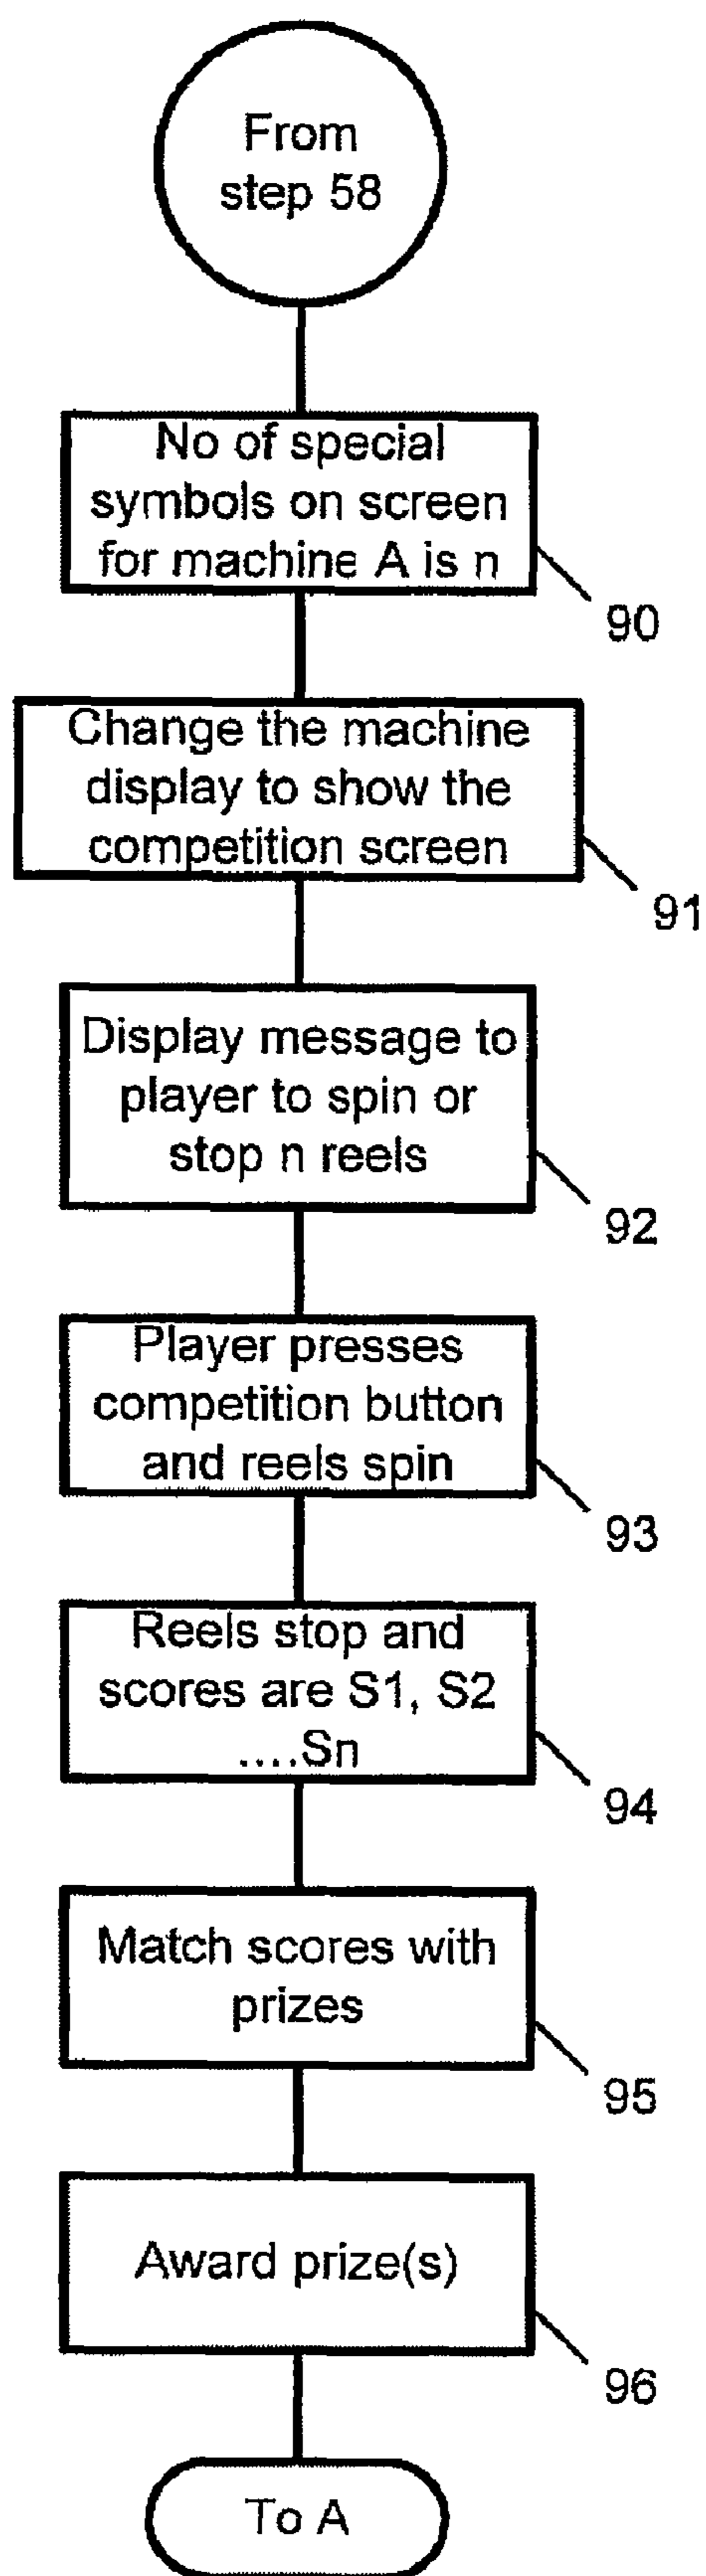 From
step 58
No of special
symbols on screen
for machine A is n
90
Change the machine
display to show the
competition screen
91
Display message to
player to spin or
stop n reels
92
Player presses
competition button
and reels spin
93
Reels stop and
scores are S1, S2
....Sn
94
Match scores with
prizes
95
Award prize(s)
96
To A